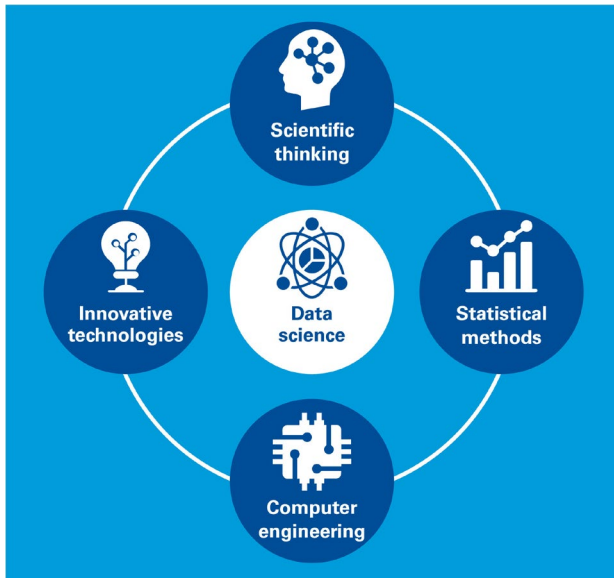 Scientific
thinking
Innovative
technologies
Data
science
Statistical
methods
Computer
engineering